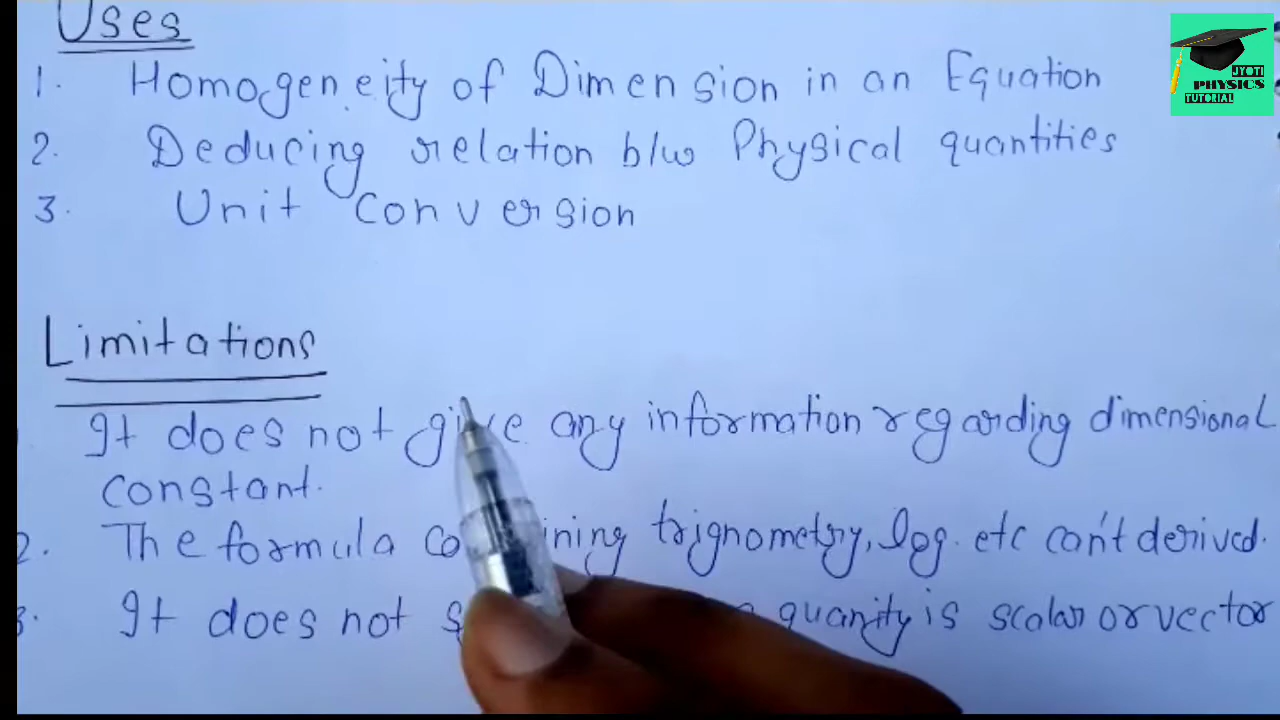 Uses
1. Homogeneity of Dimension in an Equation
2. Deducing relation b/w Physical quantities
3. Unit Conversion
Limitations
It does not give any information regarding dimensional
constant.
2. The formula containing trignometry, log. etc can't derived.
3. It does not quanity is scalar or vector
JYOTI
PHYSICS
TUTORIAL